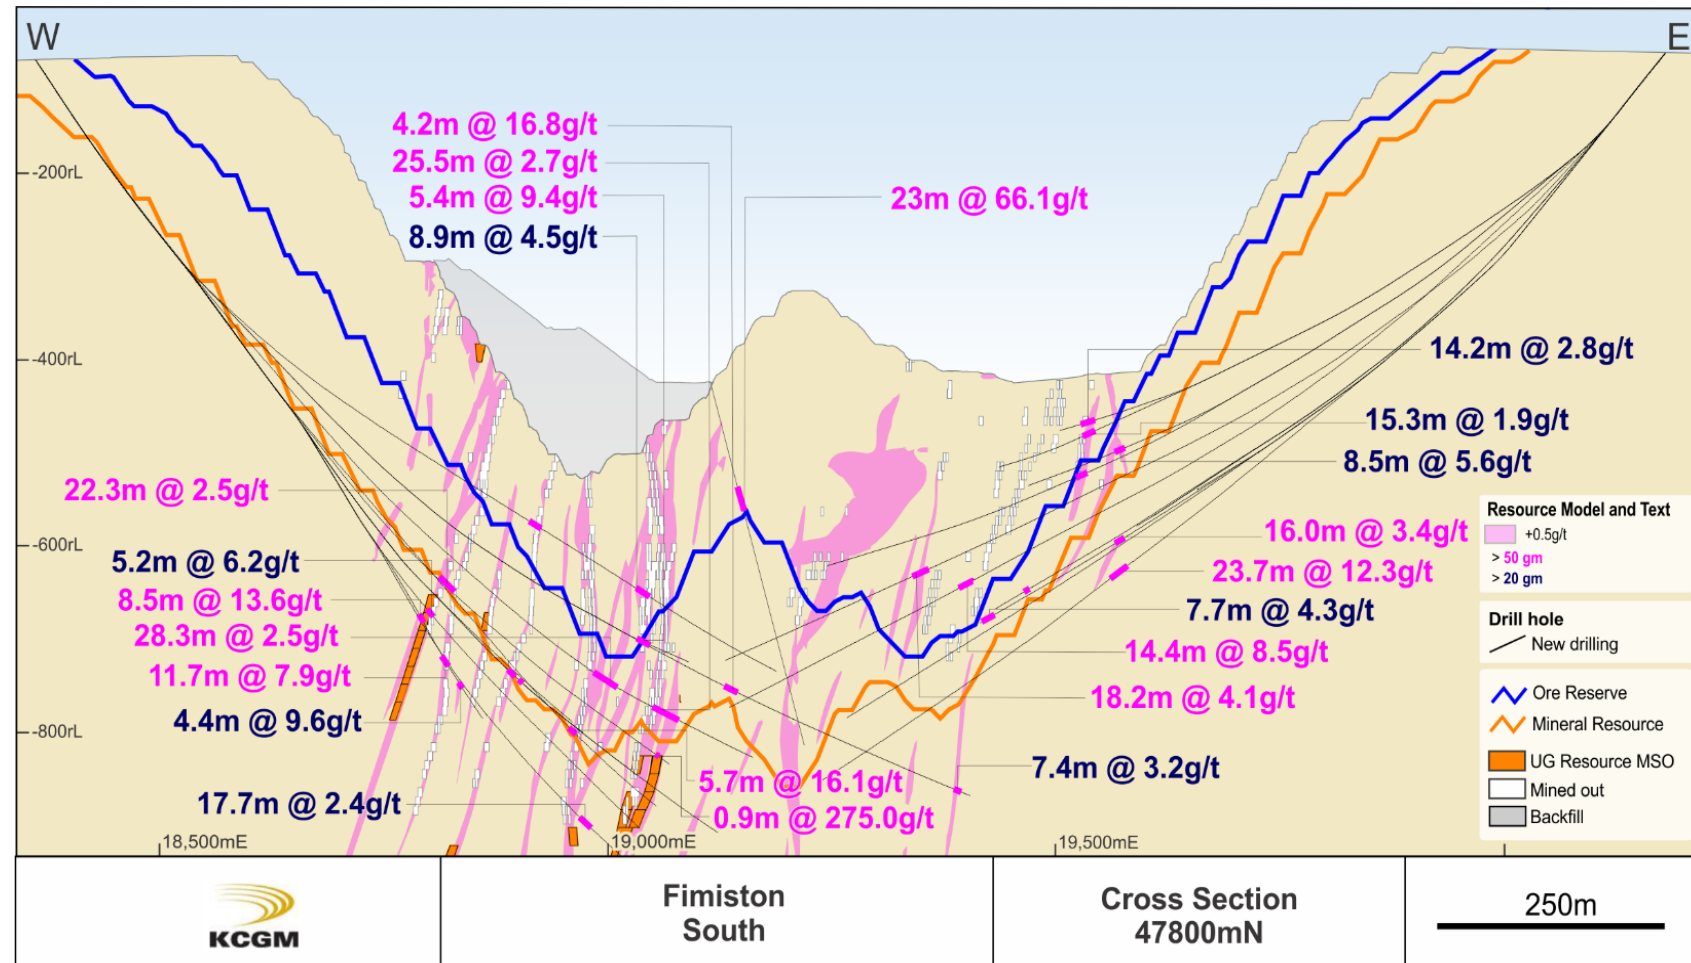 W
E
4.2m @ 16.8g/t
25.5m @ 2.7g/t
5.4m @ 9.4g/t
8.9m @ 4.5g/t
23m @ 66.1g/t
-200rL
-400rL
-600rL
-800rL
14.2m @ 2.8g/t
15.3m @ 1.9g/t
8.5m @ 5.6g/t
16.0m @ 3.4g/t
23.7m @ 12.3g/t
7.7m @ 4.3g/t
14.4m @ 8.5g/t
18.2m @ 4.1g/t
7.4m @ 3.2g/t
22.3m @ 2.5g/t
5.2m @ 6.2g/t
8.5m @ 13.6g/t
28.3m @ 2.5g/t
11.7m @ 7.9g/t
4.4m @ 9.6g/t
17.7m @ 2.4g/t
5.7m @ 16.1g/t
0.9m @ 275.0g/t
18,500mE
19,000mE
19,500mE
Resource Model and Text
+0.5g/t
> 50 gm
> 20 gm
Drill hole
New drilling
Ore Reserve
Mineral Resource
UG Resource MSO
Mined out
Backfill
KCGM
Fimiston
South
Cross Section
47800mN
250m